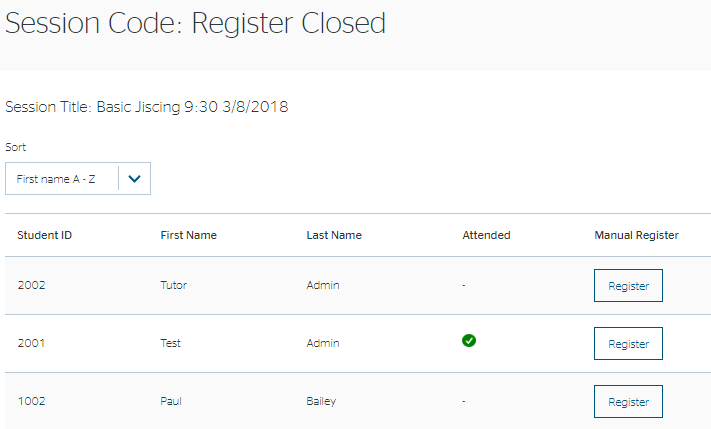 Session Code: Register Closed
Session Title: Basic Jiscing 9:30 3/8/2018
Sort
First name A - Z
Student ID First Name Last Name Attended Manual Register
2002 Tutor Admin - Register
2001 Test Admin Register
1002 Paul Bailey - Register